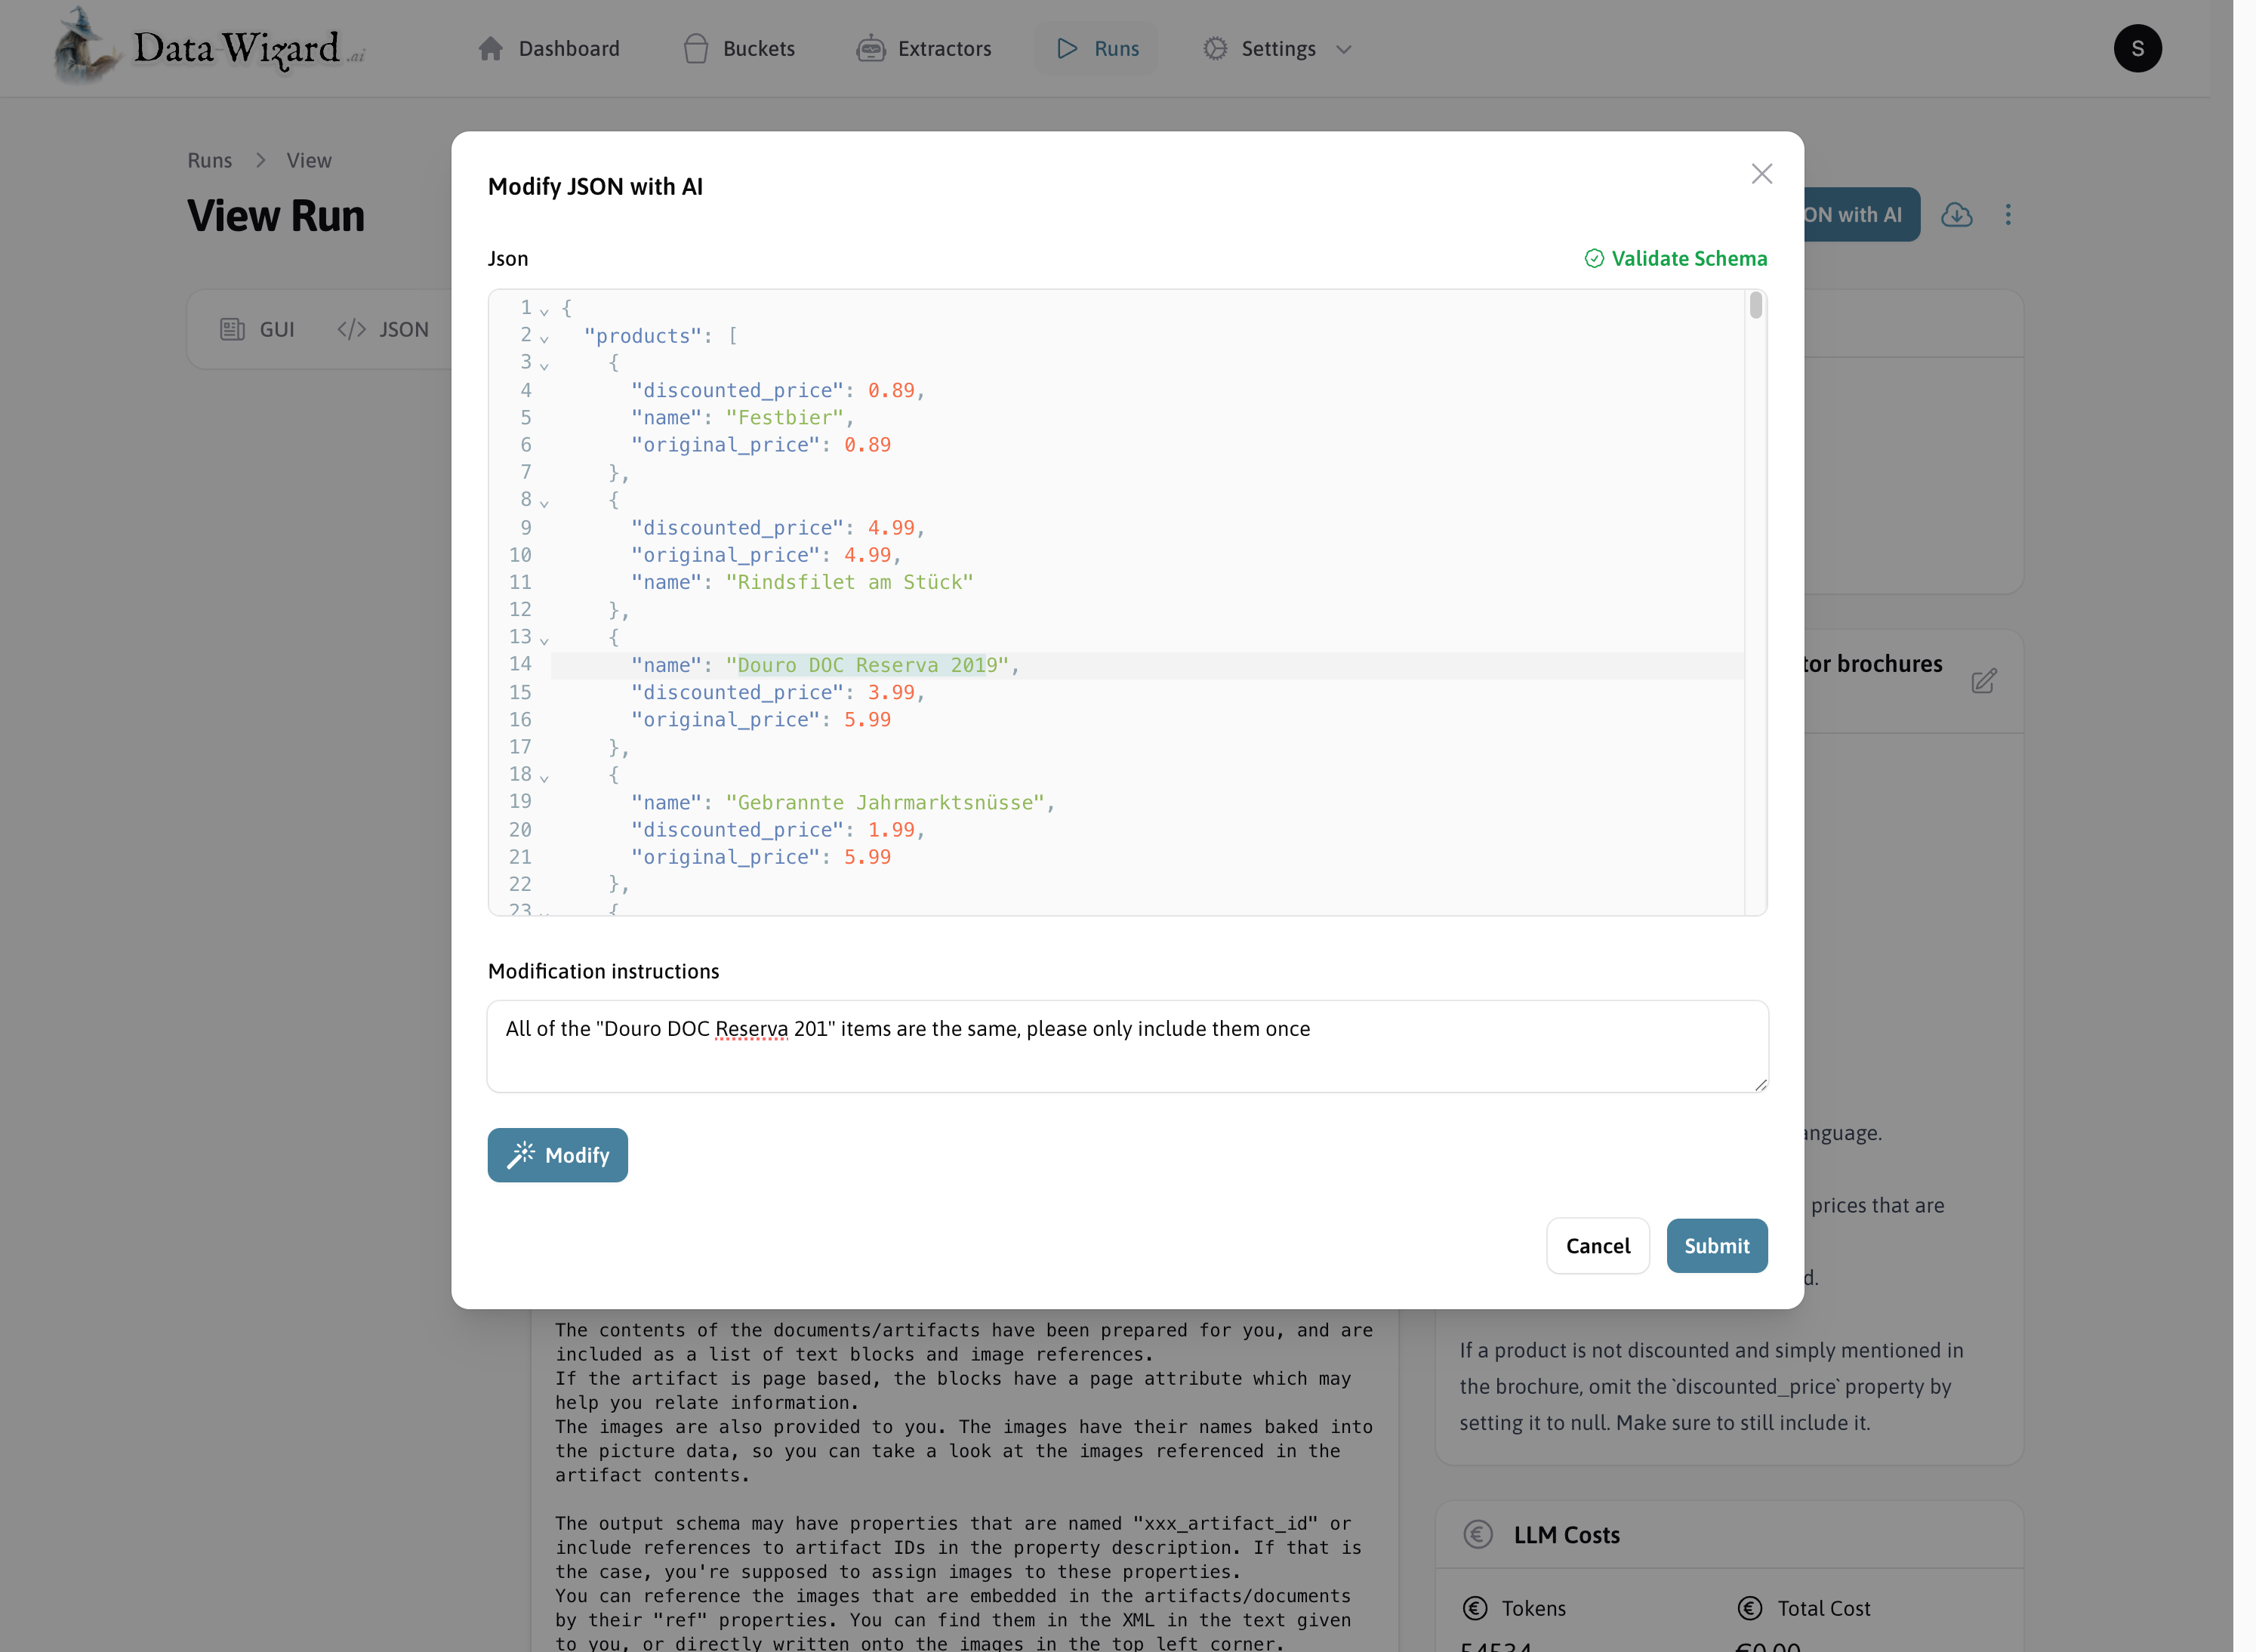 Data Wizard .ai
Dashboard
Buckets
Extractors
Runs
Settings
S
Runs > View
View Run
ON with AI
GUI
JSON
Modify JSON with AI
Json
Validate Schema
1 {
2 "products": [
3 {
4 "discounted_price": 0.89,
5 "name": "Festbier",
6 "original_price": 0.89
7 },
8 {
9 "discounted_price": 4.99,
10 "original_price": 4.99,
11 "name": "Rindsfilet am Stück"
12 },
13 {
14 "name": "Douro DOC Reserva 2019",
15 "discounted_price": 3.99,
16 "original_price": 5.99
17 },
18 {
19 "name": "Gebrannte Jahrmarktsnüsse",
20 "discounted_price": 1.99,
21 "original_price": 5.99
22 },
23 {
Modification instructions
All of the "Douro DOC Reserva 201" items are the same, please only include them once
Modify
Cancel
Submit
tor brochures
anguage.
prices that are
d.
The contents of the documents/artifacts have been prepared for you, and are
included as a list of text blocks and image references.
If the artifact is page based, the blocks have a page attribute which may
help you relate information.
The images are also provided to you. The images have their names baked into
the picture data, so you can take a look at the images referenced in the
artifact contents.
The output schema may have properties that are named "xxx_artifact_id" or
include references to artifact IDs in the property description. If that is
the case, you're supposed to assign images to these properties.
You can reference the images that are embedded in the artifacts/documents
by their "ref" properties. You can find them in the XML in the text given
to you, or directly written onto the images in the top left corner.
If a product is not discounted and simply mentioned in
the brochure, omit the `discounted_price` property by
setting it to null. Make sure to still include it.
LLM Costs
Tokens
Total Cost
54534
€0.00